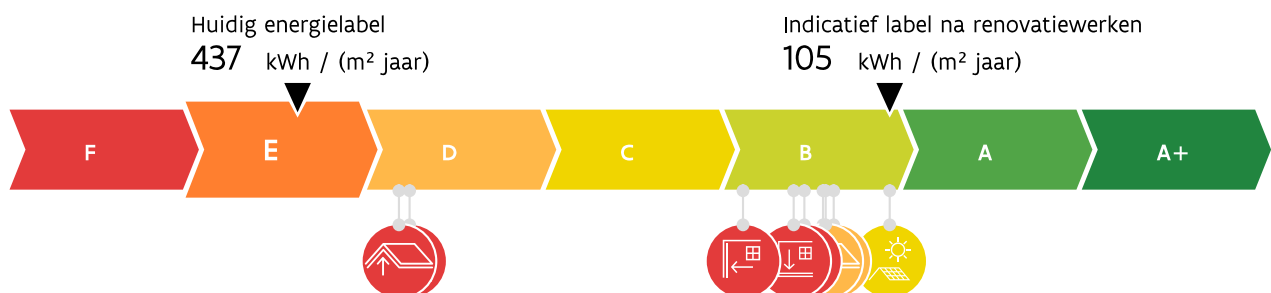 Huidig energielabel
437 kWh / (m² jaar)
Indicatief label na renovatiewerken
105 kWh / (m² jaar)
F E D C B A A+